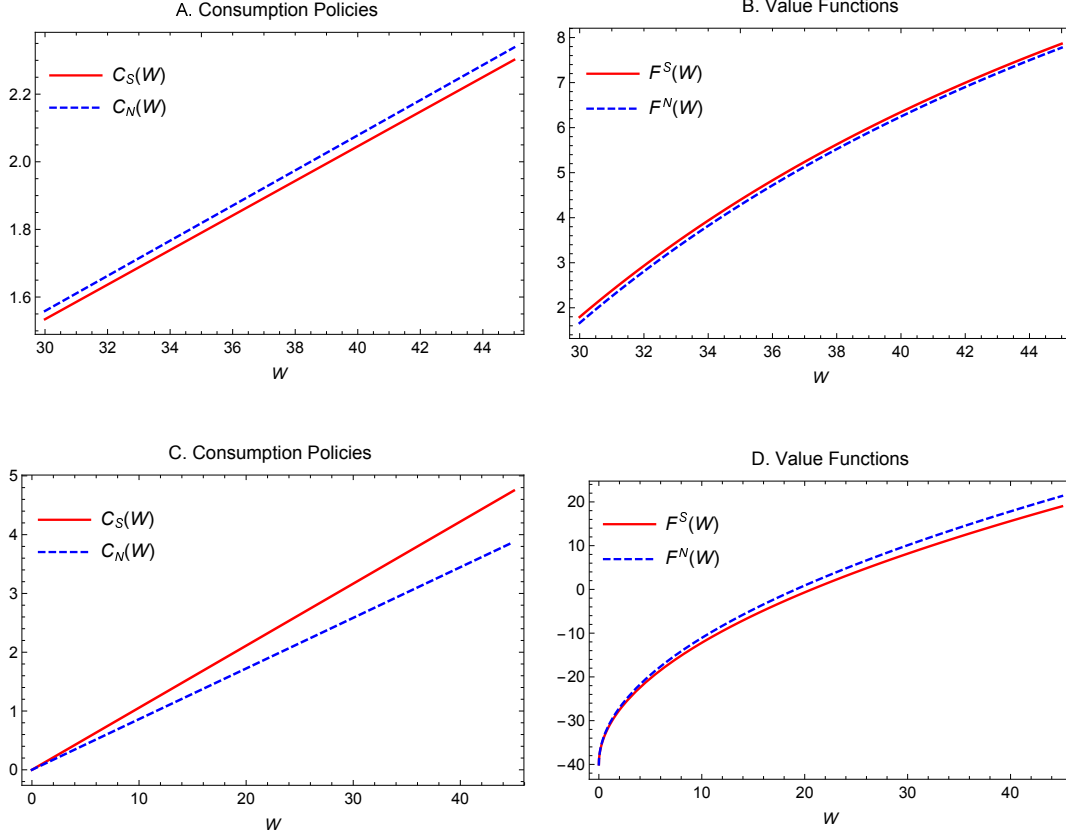 A. Consumption Policies
C_S(W)
C_N(W)
2.2
2.0
1.8
1.6
30 32 34 36 38 40 42 44
W
B. Value Functions
F^S(W)
F^N(W)
8
7
6
5
4
3
2
30 32 34 36 38 40 42 44
W
C. Consumption Policies
C_S(W)
C_N(W)
5
4
3
2
1
0
0 10 20 30 40
W
D. Value Functions
F^S(W)
F^N(W)
20
10
0
−10
−20
−30
−40
0 10 20 30 40
W